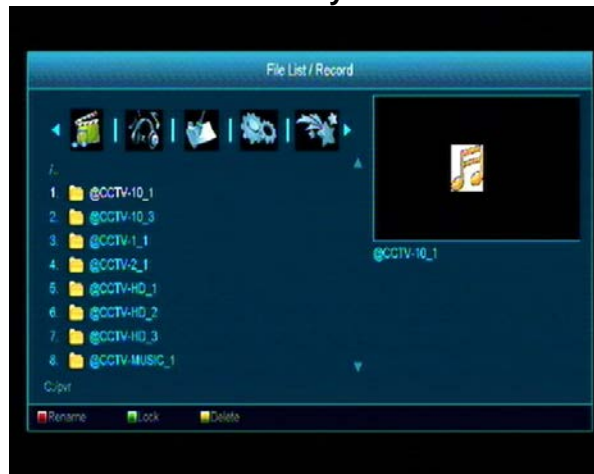 File List / Record
/..
1. @CCTV-10_1
2. @CCTV-10_3
3. @CCTV-1_1
4. @CCTV-2_1
5. @CCTV-HD_1
6. @CCTV-HD_2
7. @CCTV-HD_3
8. @CCTV-MUSIC_1
@CCTV-10_1
C:/pvr
Rename Lock Delete